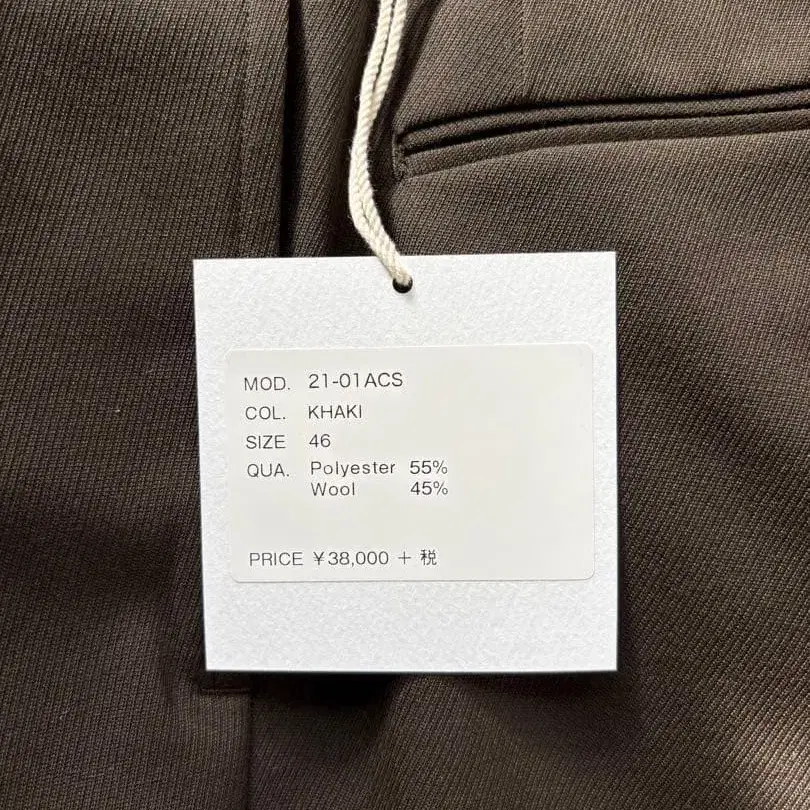 MOD. 21-01ACS
COL. KHAKI
SIZE 46
QUA. Polyester 55%
Wool 45%
PRICE ¥38,000 + 税